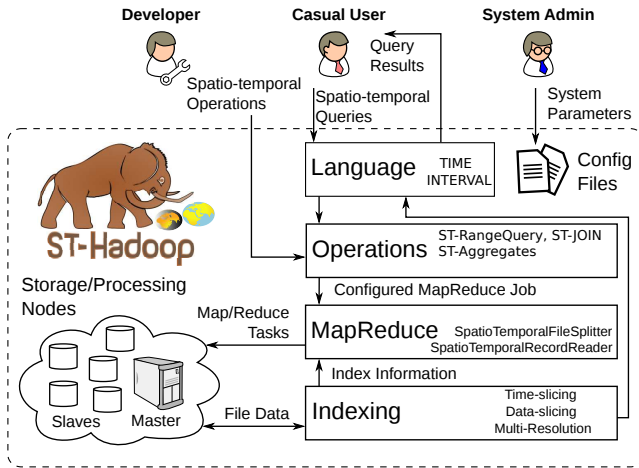 Developer
Casual User
System Admin
Query
Results
Spatio-temporal
Operations
Spatio-temporal
Queries
System
Parameters
Language
TIME
INTERVAL
Config
Files
ST-Hadoop
Operations
ST-RangeQuery, ST-JOIN
ST-Aggregates
Storage/Processing
Nodes
Configured MapReduce Job
Map/Reduce
Tasks
MapReduce
SpatioTemporalFileSplitter
SpatioTemporalRecordReader
Index Information
Slaves
Master
File Data
Indexing
Time-slicing
Data-slicing
Multi-Resolution